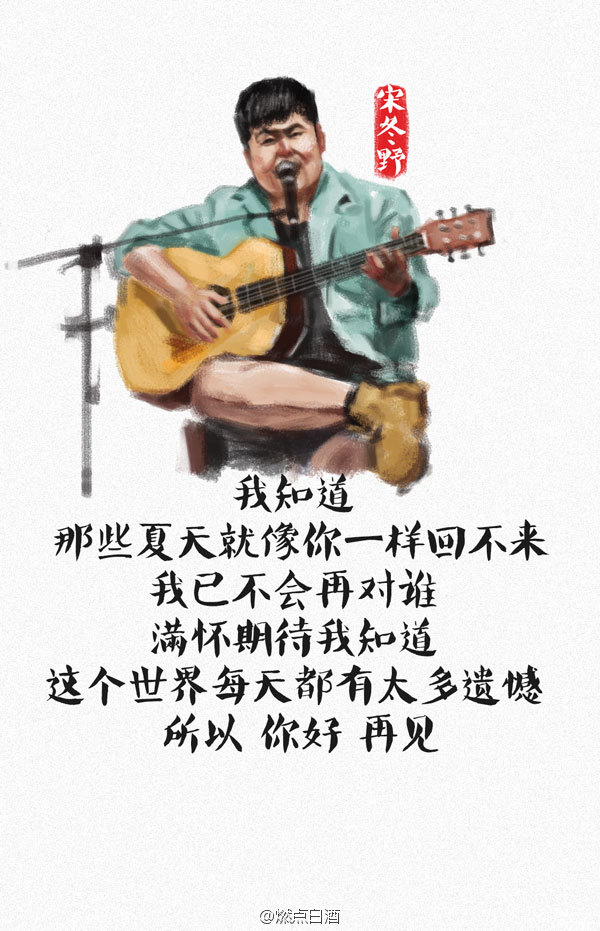 宋冬野
我知道
那些夏天就像你一样回不来
我已不会再对谁
满怀期待我知道
这个世界每天都有太多遗憾
所以 你好 再见
@燃点白酒